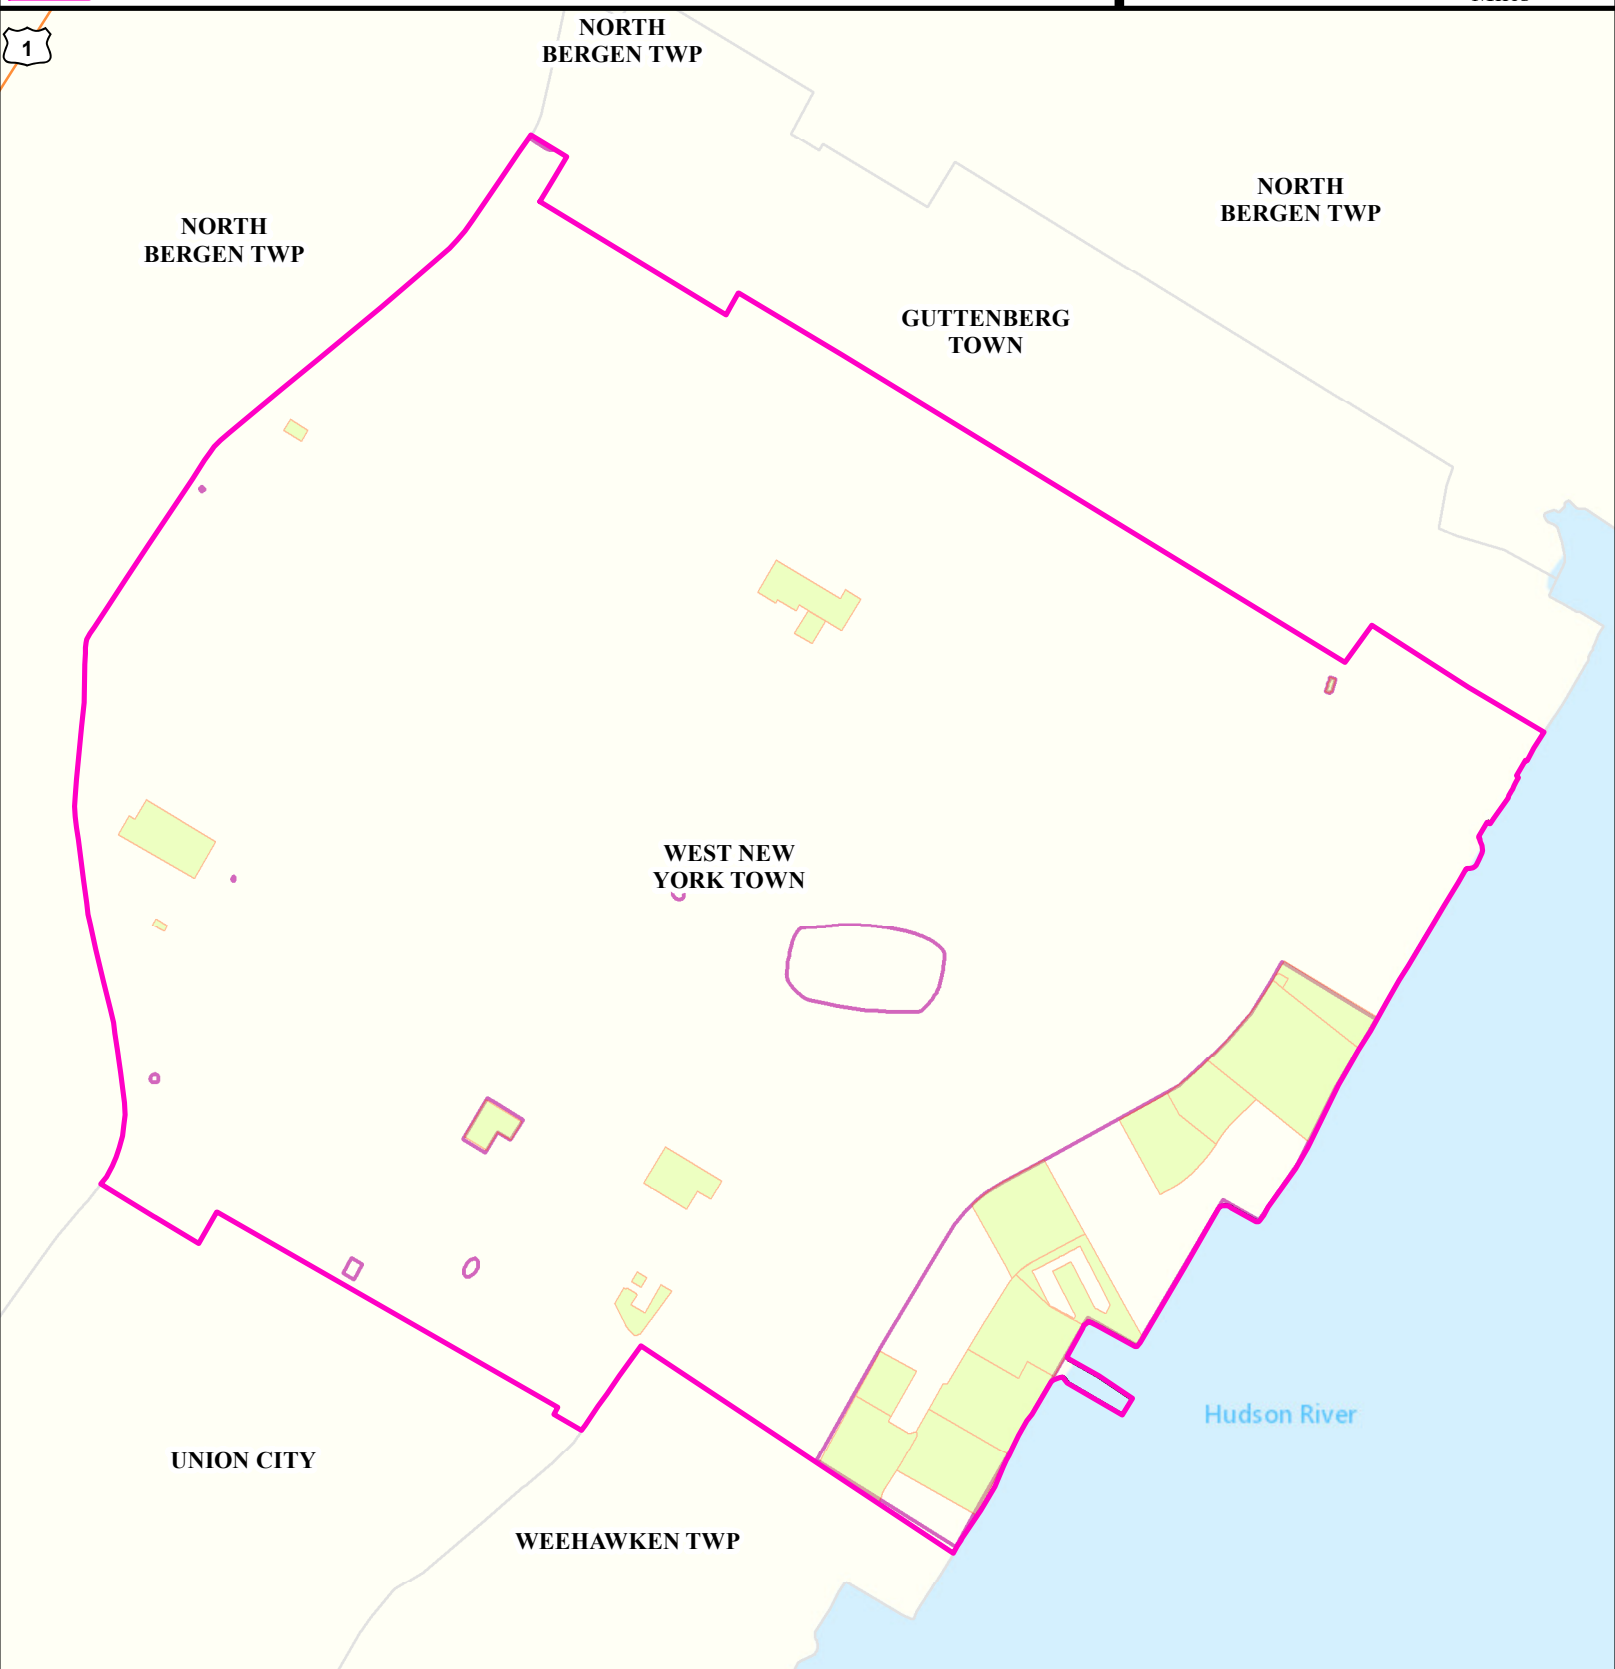 1
NORTH
BERGEN TWP
NORTH
BERGEN TWP
NORTH
BERGEN TWP
GUTTENBERG
TOWN
WEST NEW
YORK TOWN
Hudson River
UNION CITY
WEEHAWKEN TWP